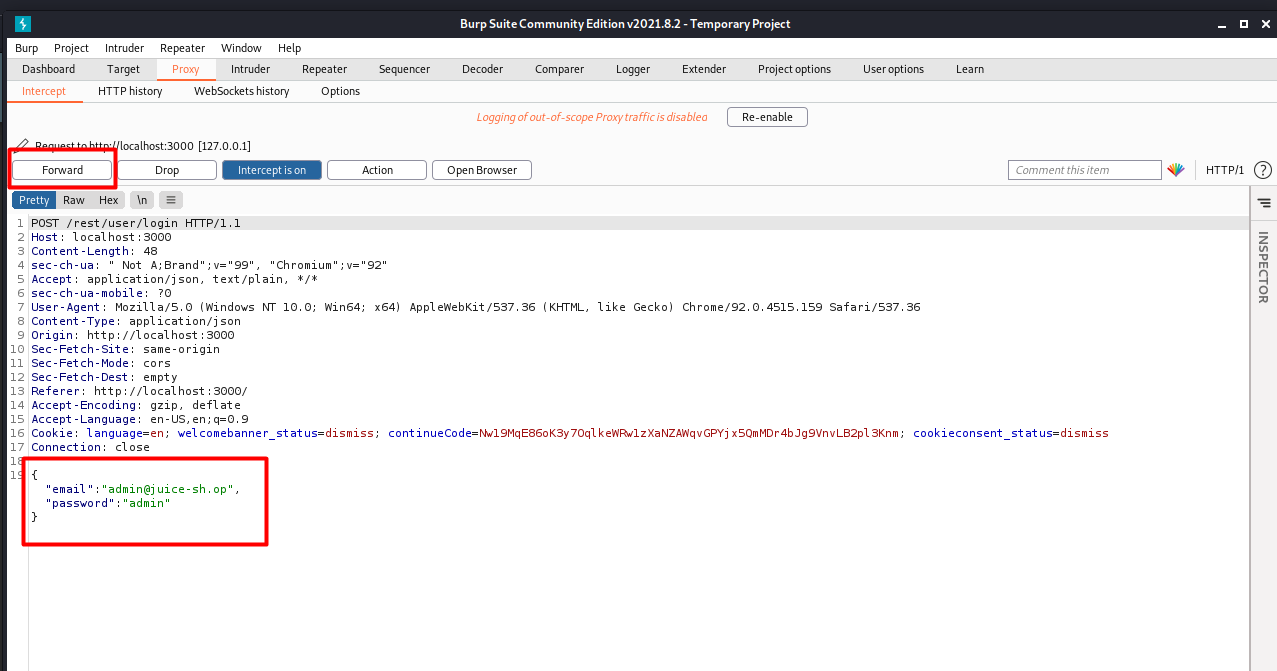 Burp Suite Community Edition v2021.8.2 - Temporary Project
Burp Project Intruder Repeater Window Help
Dashboard Target Proxy Intruder Repeater Sequencer Decoder Comparer Logger Extender Project options User options Learn
Intercept HTTP history WebSockets history Options
Logging of out-of-scope Proxy traffic is disabled Re-enable
Request to http://localhost:3000 [127.0.0.1]
Forward Drop Intercept is on Action Open Browser Comment this item HTTP/1 ?
Pretty Raw Hex \n
1 POST /rest/user/login HTTP/1.1
2 Host: localhost:3000
3 Content-Length: 48
4 sec-ch-ua: " Not A;Brand";v="99", "Chromium";v="92"
5 Accept: application/json, text/plain, */*
6 sec-ch-ua-mobile: ?0
7 User-Agent: Mozilla/5.0 (Windows NT 10.0; Win64; x64) AppleWebKit/537.36 (KHTML, like Gecko) Chrome/92.0.4515.159 Safari/537.36
8 Content-Type: application/json
9 Origin: http://localhost:3000
10 Sec-Fetch-Site: same-origin
11 Sec-Fetch-Mode: cors
12 Sec-Fetch-Dest: empty
13 Referer: http://localhost:3000/
14 Accept-Encoding: gzip, deflate
15 Accept-Language: en-US,en;q=0.9
16 Cookie: language=en; welcomebanner_status=dismiss; continueCode=Nw19MqE86oK3y7OqlkeWRw1zXaNZAWqvGPYjx5QmMDr4bJg9VnvLB2pl3Knm; cookieconsent_status=dismiss
17 Connection: close
18
19 {
"email":"admin@juice-sh.op",
"password":"admin"
}
INSPECTOR